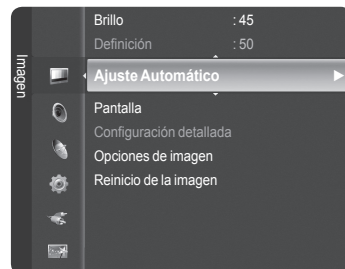 Imagen
Brillo : 45
Definición : 50
Ajuste Automático
Pantalla
Configuración detallada
Opciones de imagen
Reinicio de la imagen